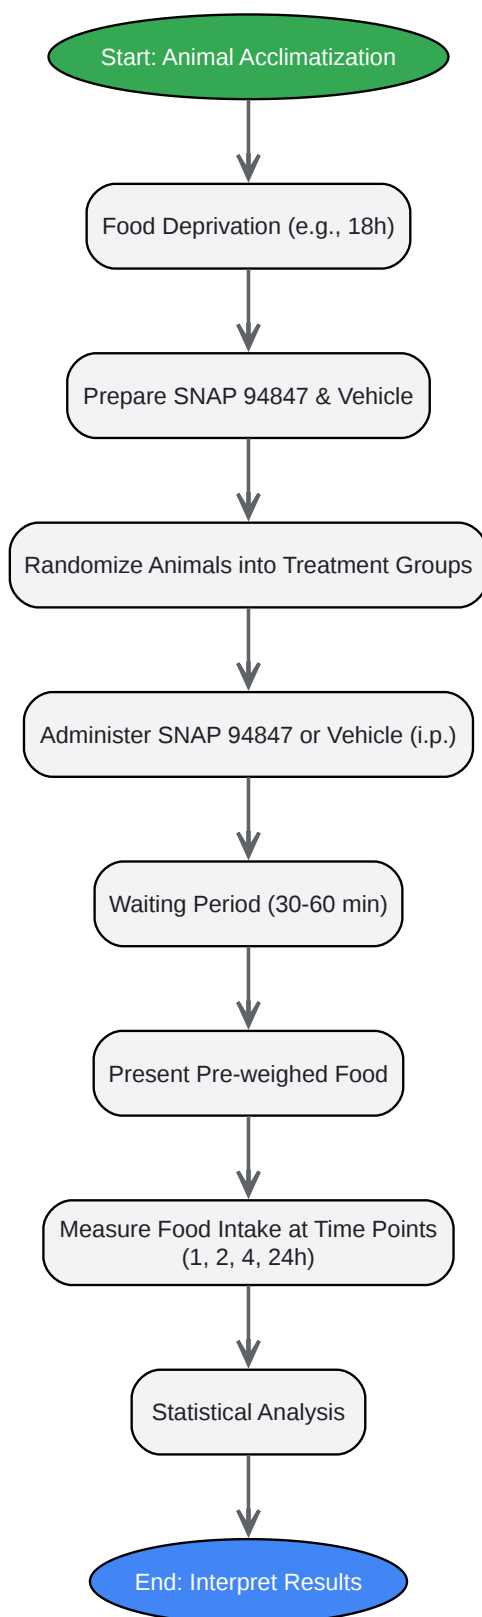 Start: Animal Acclimatization
Food Deprivation (e.g., 18h)
Prepare SNAP 94847 & Vehicle
Randomize Animals into Treatment Groups
Administer SNAP 94847 or Vehicle (i.p.)
Waiting Period (30-60 min)
Present Pre-weighed Food
Measure Food Intake at Time Points
(1, 2, 4, 24h)
Statistical Analysis
End: Interpret Results